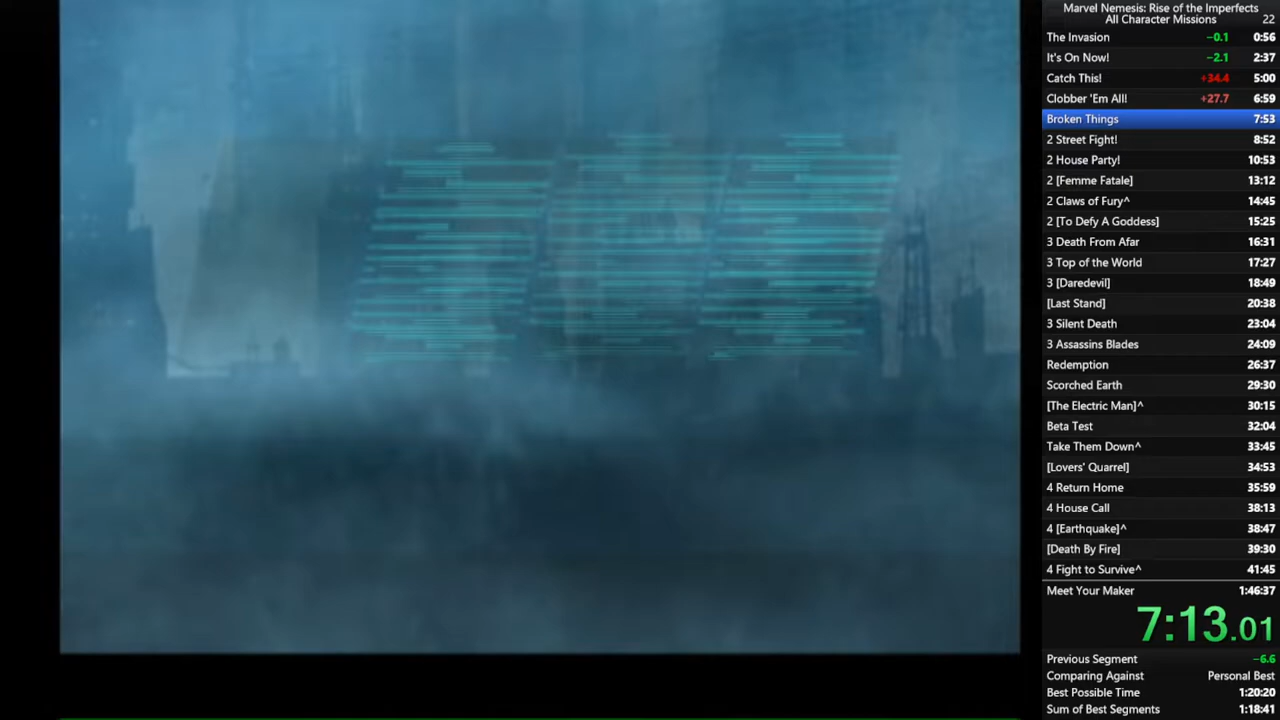 Marvel Nemesis: Rise of the Imperfects
All Character Missions 22
The Invasion −0.1 0:56
It's On Now! −2.1 2:37
Catch This! +34.4 5:00
Clobber 'Em All! +27.7 6:59
Broken Things 7:53
2 Street Fight! 8:52
2 House Party! 10:53
2 [Femme Fatale] 13:12
2 Claws of Fury^ 14:45
2 [To Defy A Goddess] 15:25
3 Death From Afar 16:31
3 Top of the World 17:27
3 [Daredevil] 18:49
[Last Stand] 20:38
3 Silent Death 23:04
3 Assassins Blades 24:09
Redemption 26:37
Scorched Earth 29:30
[The Electric Man]^ 30:15
Beta Test 32:04
Take Them Down^ 33:45
[Lovers' Quarrel] 34:53
4 Return Home 35:59
4 House Call 38:13
4 [Earthquake]^ 38:47
[Death By Fire] 39:30
4 Fight to Survive^ 41:45
Meet Your Maker 1:46:37
7:13.01
Previous Segment −6.6
Comparing Against Personal Best
Best Possible Time 1:20:20
Sum of Best Segments 1:18:41